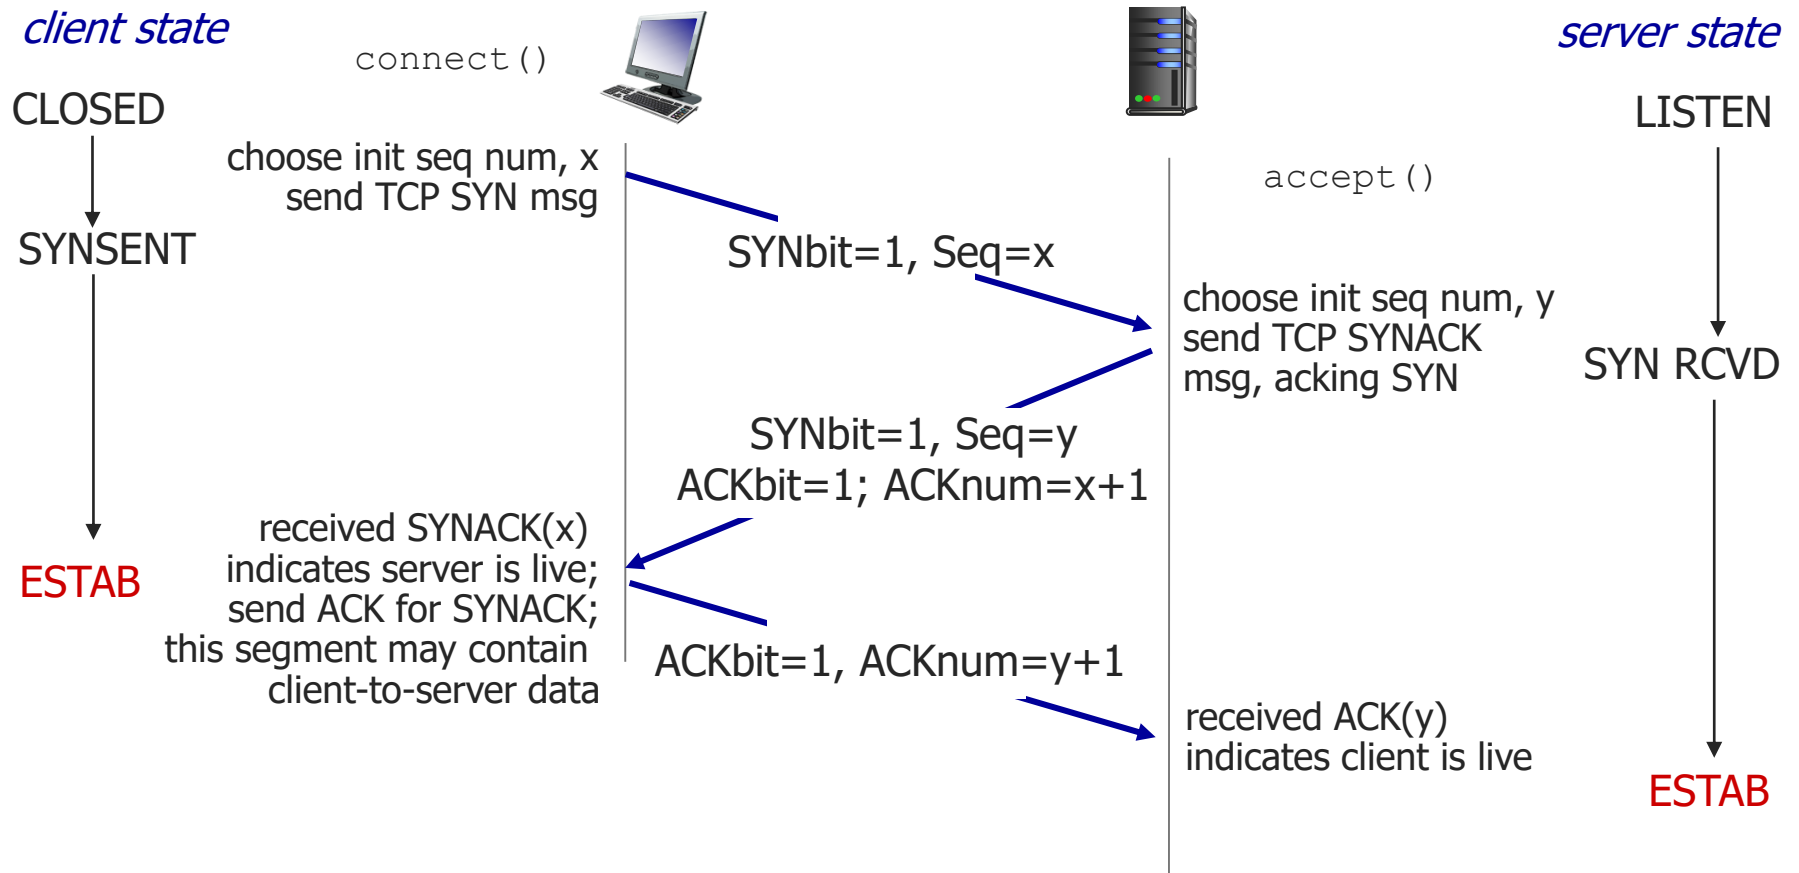 client state
connect()
server state
CLOSED
LISTEN
choose init seq num, x
send TCP SYN msg
accept()
SYNSENT
SYNbit=1, Seq=x
choose init seq num, y
send TCP SYNACK
msg, acking SYN
SYN RCVD
SYNbit=1, Seq=y
ACKbit=1; ACKnum=x+1
received SYNACK(x)
indicates server is live;
send ACK for SYNACK;
this segment may contain
client-to-server data
ESTAB
ACKbit=1, ACKnum=y+1
received ACK(y)
indicates client is live
ESTAB